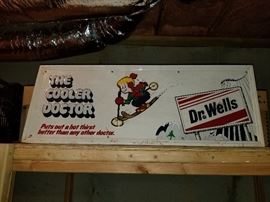 THE
COOLER
DOCTOR
Puts out a hot thirst
better than any other doctor.
Dr. Wells